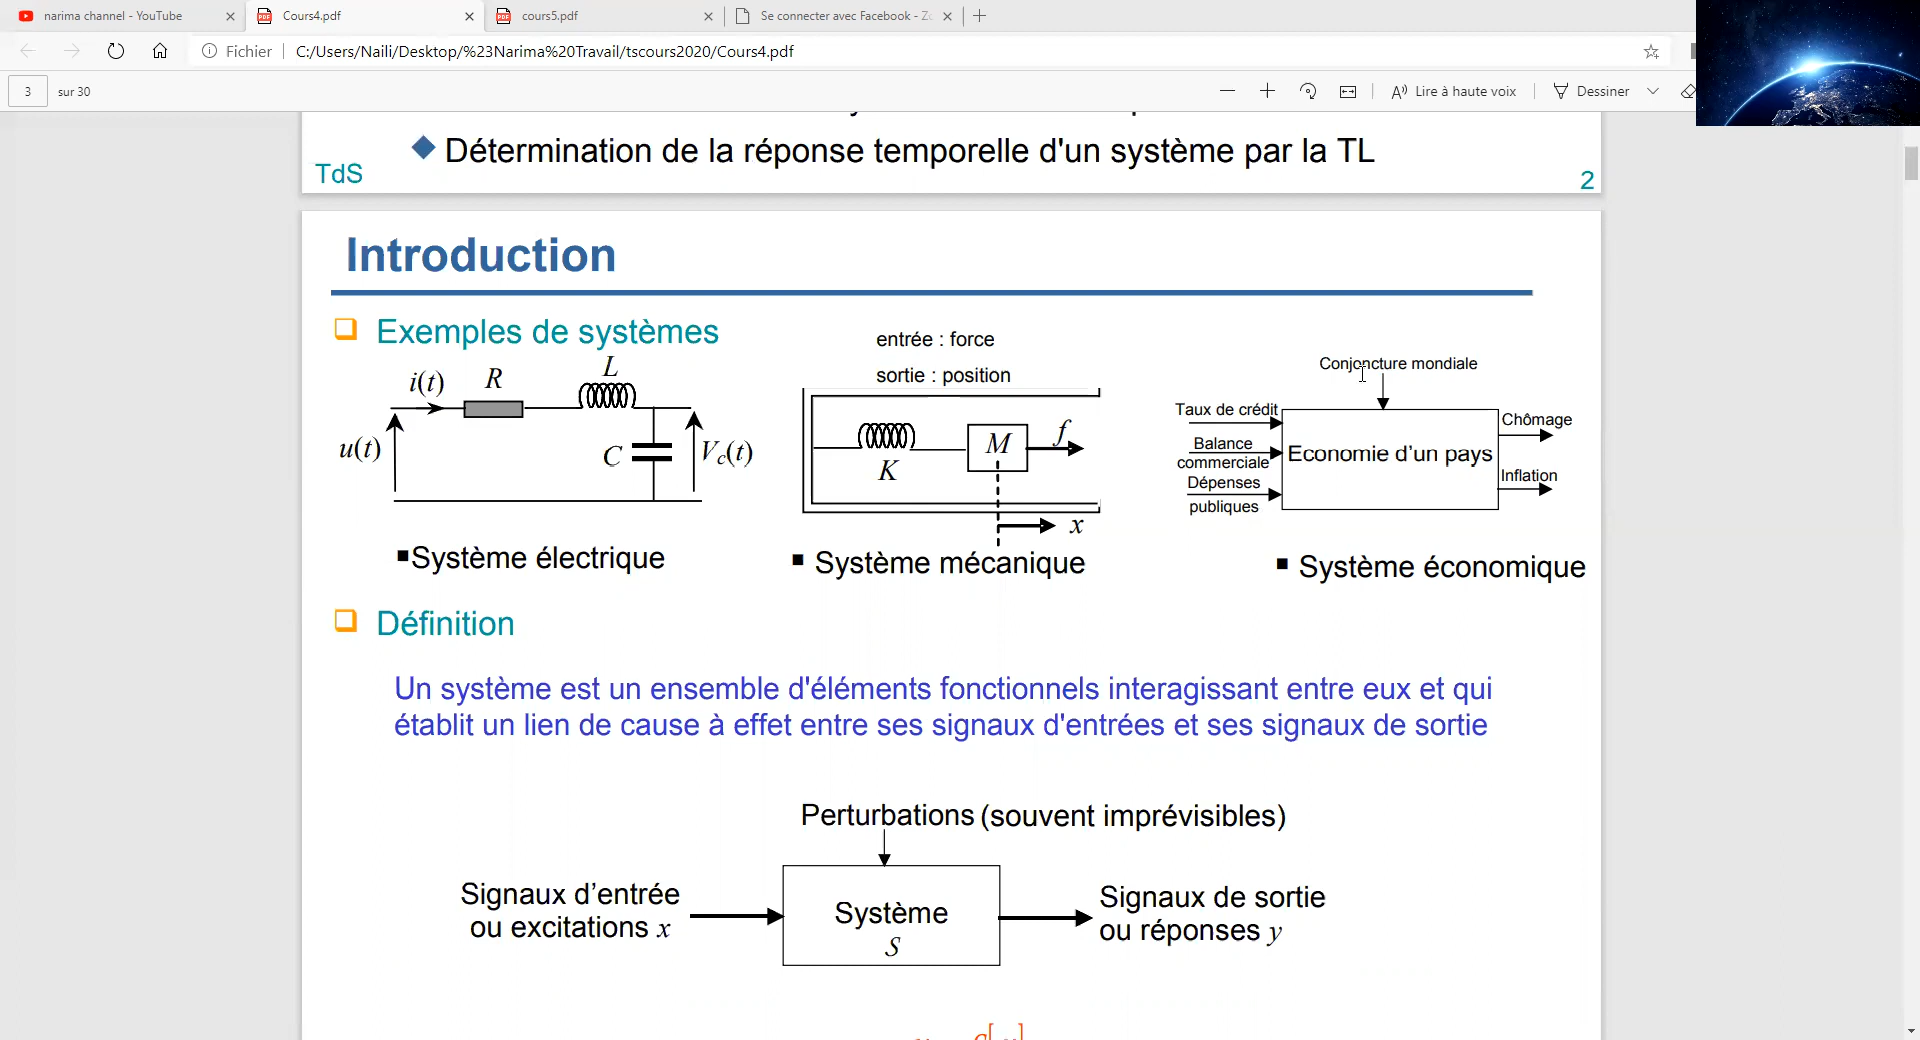 narima channel - YouTube
Cours4.pdf
cours5.pdf
Se connecter avec Facebook - Zo
Fichier
C:/Users/Naili/Desktop/%23Narima%20Travail/tscours2020/Cours4.pdf
3
sur 30
Lire à haute voix
Dessiner
Détermination de la réponse temporelle d'un système par la TL
TdS
2
Introduction
Exemples de systèmes
i(t)
R
L
u(t)
C
Vc(t)
Système électrique
entrée : force
sortie : position
K
M
f
x
Système mécanique
Conjoncture mondiale
Taux de crédit
Balance
commerciale
Dépenses
publiques
Economie d’un pays
Chômage
Inflation
Système économique
Définition
Un système est un ensemble d'éléments fonctionnels interagissant entre eux et qui
établit un lien de cause à effet entre ses signaux d'entrées et ses signaux de sortie
Perturbations (souvent imprévisibles)
Signaux d’entrée
ou excitations x
Système
S
Signaux de sortie
ou réponses y